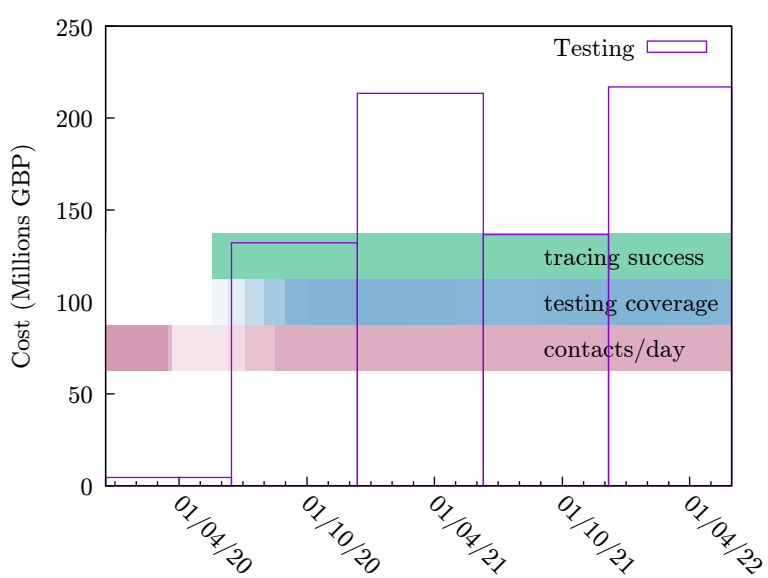 250
Testing
200
150
100
50
0
Cost (Millions GBP)
tracing success
testing coverage
contacts/day
01/04/20
01/10/20
01/04/21
01/10/21
01/04/22